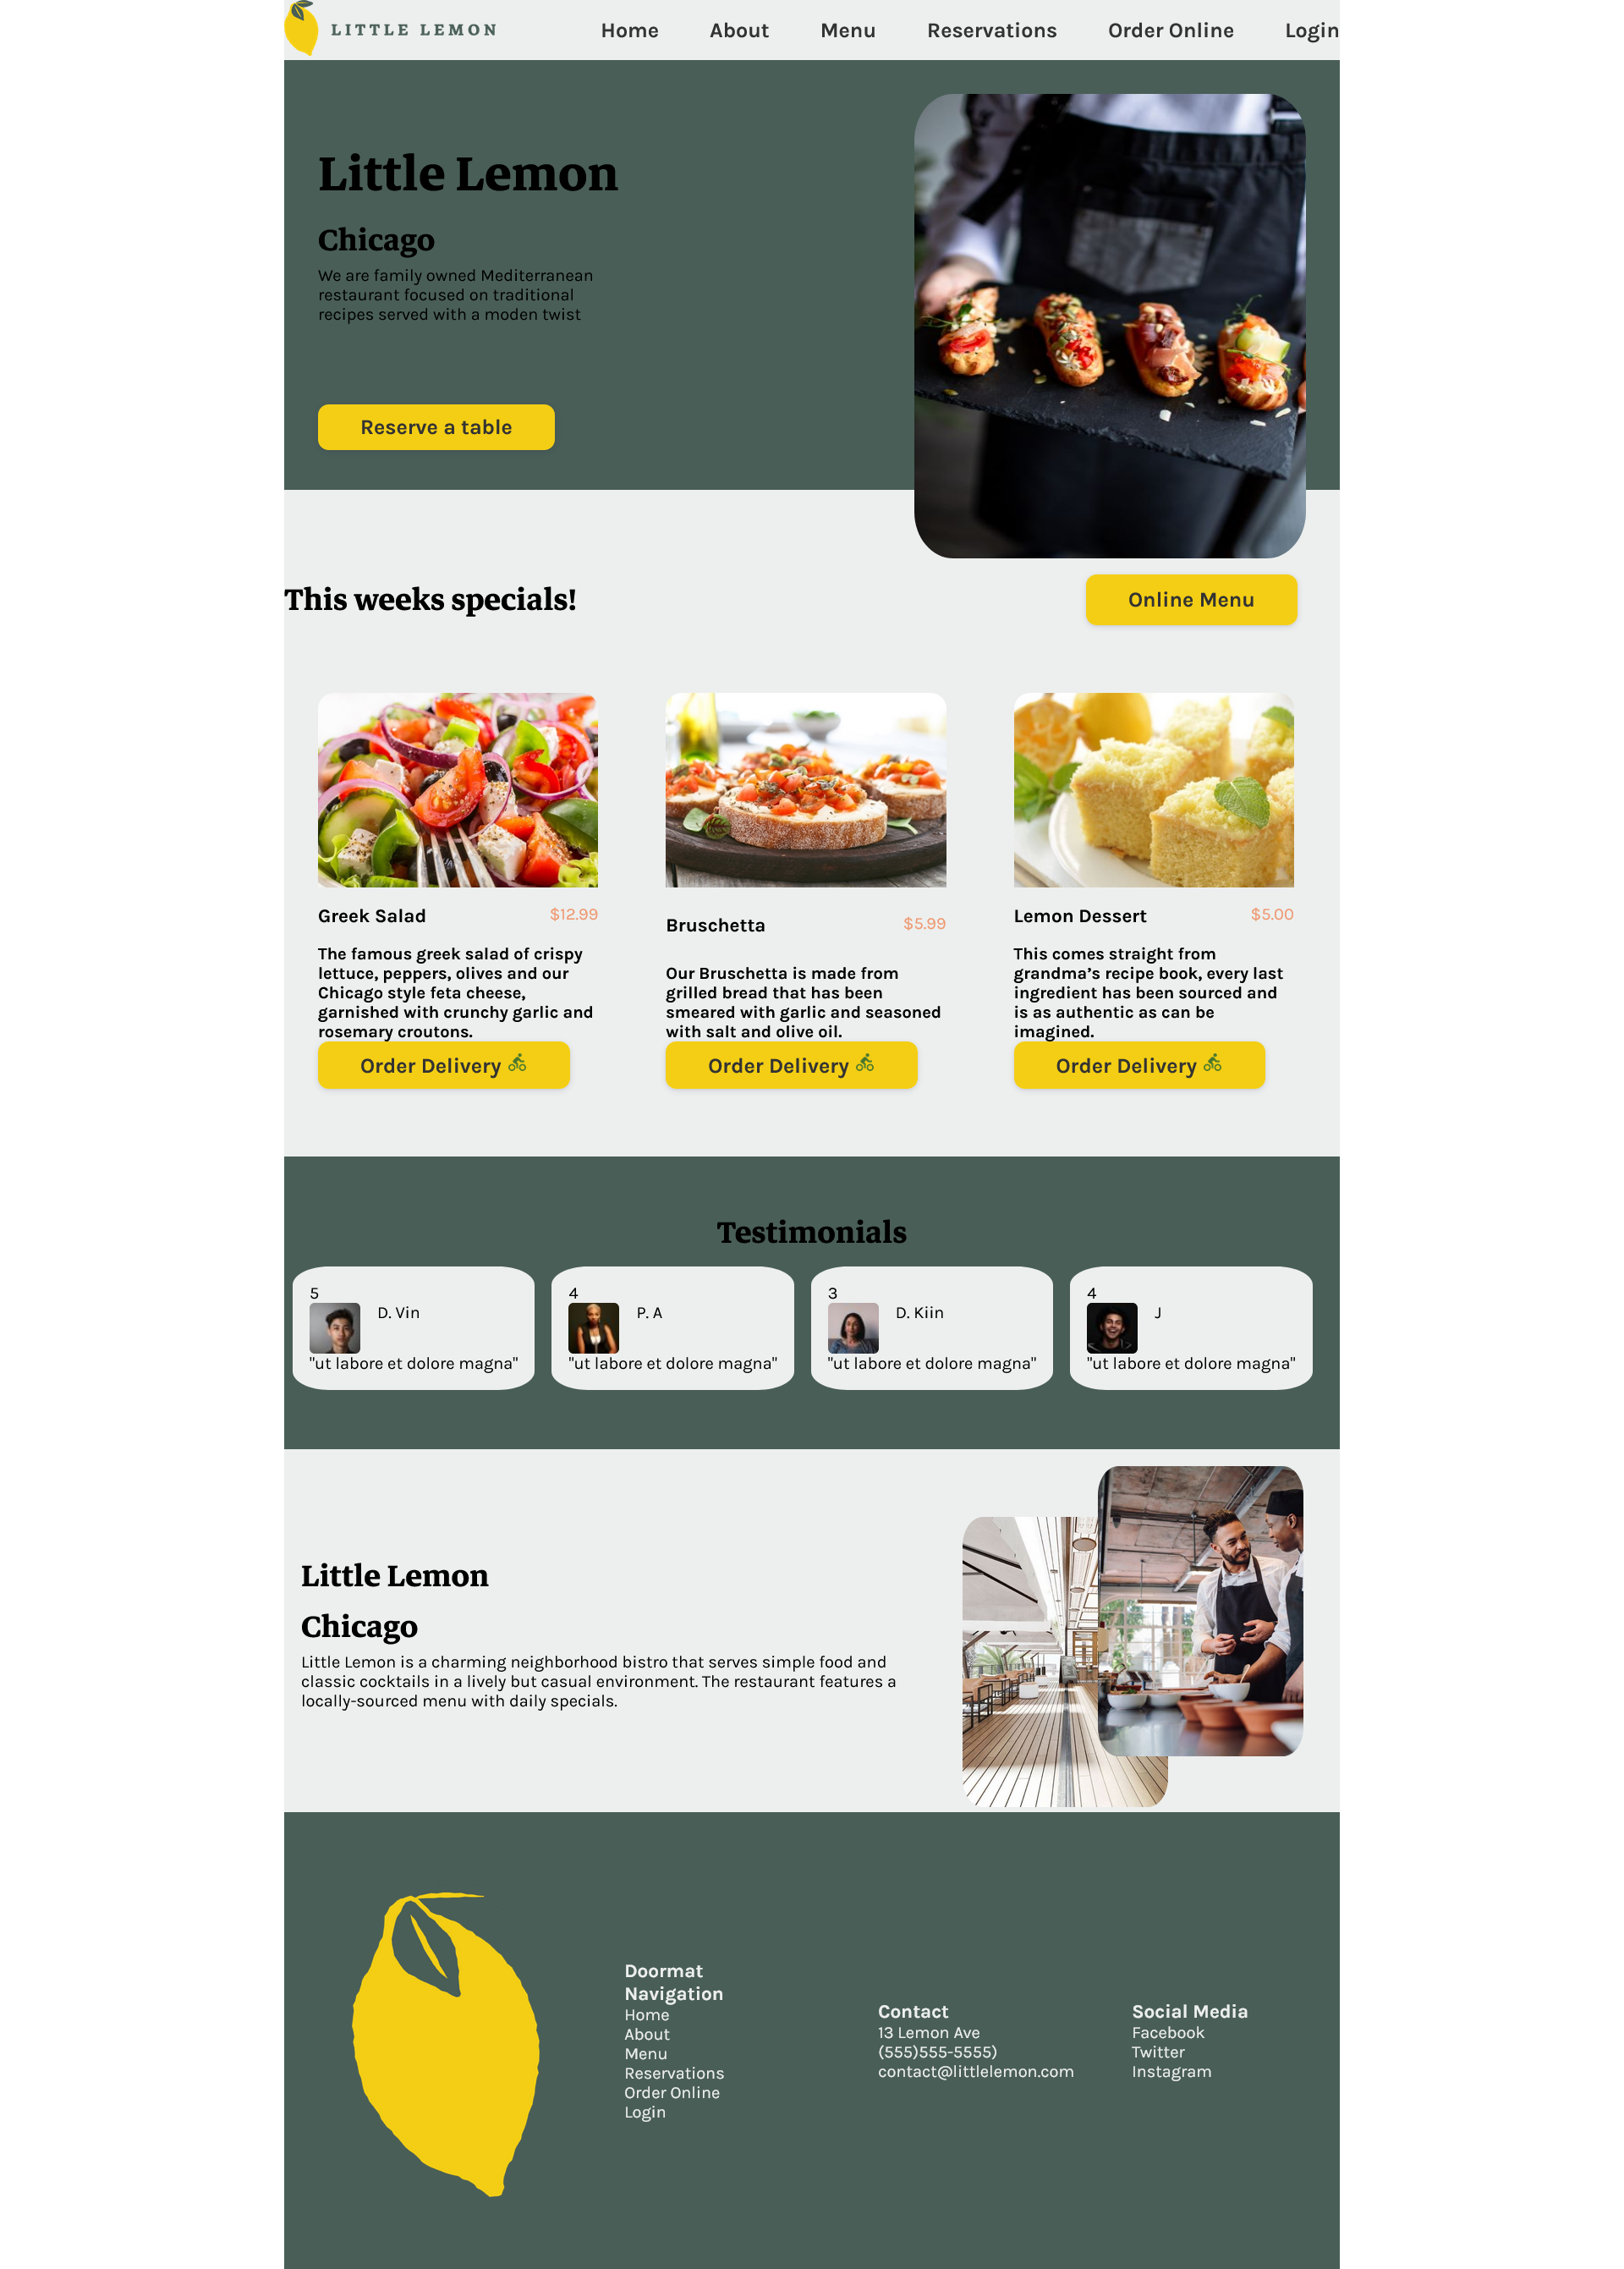 LITTLE LEMON
Home About Menu Reservations Order Online Login
Little Lemon
Chicago
We are family owned Mediterranean
restaurant focused on traditional
recipes served with a moden twist
Reserve a table
This weeks specials!
Online Menu
Greek Salad $12.99
The famous greek salad of crispy
lettuce, peppers, olives and our
Chicago style feta cheese,
garnished with crunchy garlic and
rosemary croutons.
Order Delivery
Bruschetta $5.99
Our Bruschetta is made from
grilled bread that has been
smeared with garlic and seasoned
with salt and olive oil.
Order Delivery
Lemon Dessert $5.00
This comes straight from
grandma’s recipe book, every last
ingredient has been sourced and
is as authentic as can be
imagined.
Order Delivery
Testimonials
5
D. Vin
"ut labore et dolore magna"
4
P. A
"ut labore et dolore magna"
3
D. Kiin
"ut labore et dolore magna"
4
J
"ut labore et dolore magna"
Little Lemon
Chicago
Little Lemon is a charming neighborhood bistro that serves simple food and
classic cocktails in a lively but casual environment. The restaurant features a
locally-sourced menu with daily specials.
Doormat
Navigation
Home
About
Menu
Reservations
Order Online
Login
Contact
13 Lemon Ave
(555)555-5555)
contact@littlelemon.com
Social Media
Facebook
Twitter
Instagram